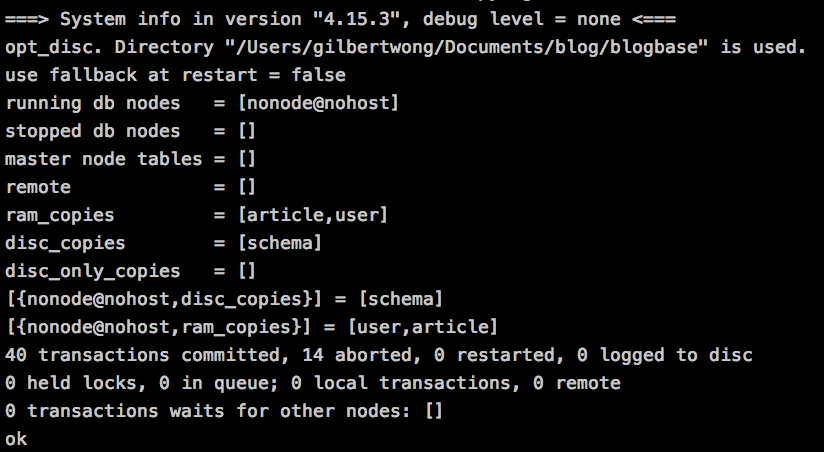 ===> System info in version "4.15.3", debug level = none <===
opt_disc. Directory "/Users/gilbertwong/Documents/blog/blogbase" is used.
use fallback at restart = false
running db nodes   = [nonode@nohost]
stopped db nodes   = []
master node tables = []
remote             = []
ram_copies         = [article,user]
disc_copies        = [schema]
disc_only_copies   = []
[{nonode@nohost,disc_copies}] = [schema]
[{nonode@nohost,ram_copies}] = [user,article]
40 transactions committed, 14 aborted, 0 restarted, 0 logged to disc
0 held locks, 0 in queue; 0 local transactions, 0 remote
0 transactions waits for other nodes: []
ok